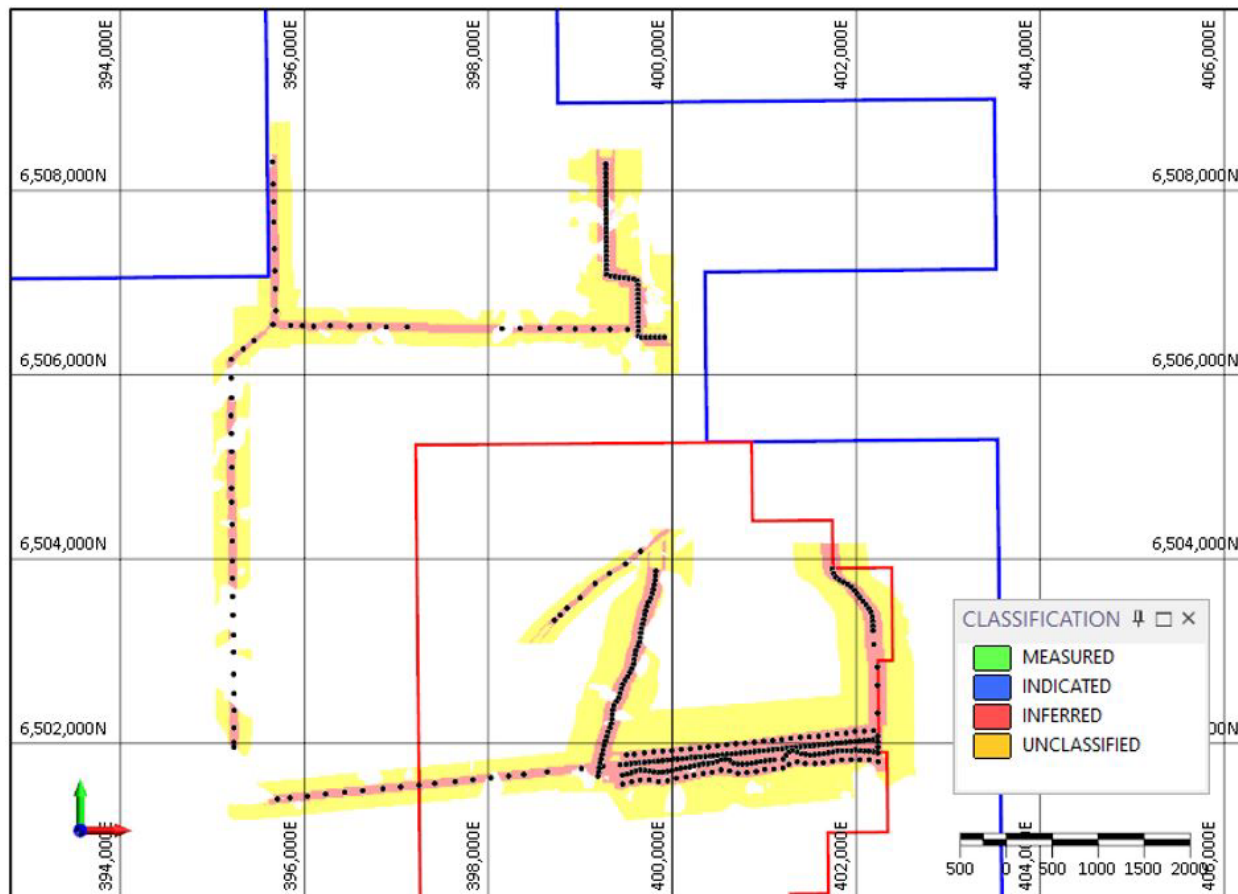 394,000E
396,000E
398,000E
400,000E
402,000E
404,000E
406,000E
6,508,000N
6,508,000N
6,506,000N
6,506,000N
6,504,000N
6,504,000N
CLASSIFICATION
MEASURED
INDICATED
INFERRED
UNCLASSIFIED
6,502,000N
394,000E
396,000E
398,000E
400,000E
402,000E
500 0 500 1000 1500 2000